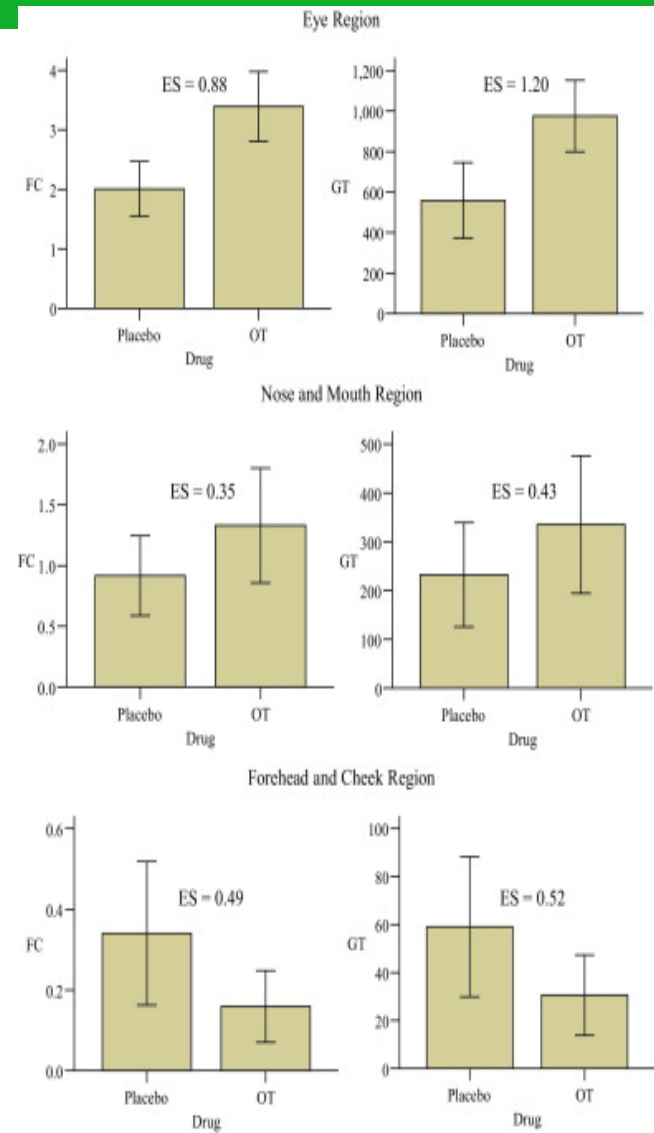 Eye Region
4
3
FC 2
1
0
ES = 0.88
Placebo OT
Drug
1,200
1,000
800
GT 600
400
200
0
ES = 1.20
Placebo OT
Drug
Nose and Mouth Region
2.0
1.5
FC 1.0
0.5
0.0
ES = 0.35
Placebo OT
Drug
500
400
GT 300
200
100
0
ES = 0.43
Placebo OT
Drug
Forehead and Cheek Region
0.6
0.4
FC
0.2
0.0
ES = 0.49
Placebo OT
Drug
100
80
60
GT
40
20
0
ES = 0.52
Placebo OT
Drug